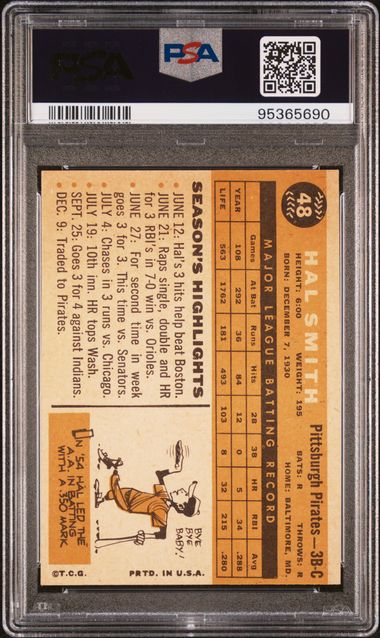 PSA
PSA
95365690
48
HAL SMITH
Pittsburgh Pirates—3B-C
HEIGHT: 6:00 WEIGHT: 195 BATS: R THROWS: R
BORN: DECEMBER 7, 1930 HOME: BALTIMORE, MD.
MAJOR LEAGUE BATTING RECORD
Games At Bat Runs Hits 2B 3B HR RBI Avg
YEAR 108 292 36 84 12 0 5 34 .288
LIFE 563 1762 181 493 103 8 32 215 .280
SEASON'S HIGHLIGHTS
• JUNE 12: Hal's 3 hits help beat Boston.
• JUNE 21: Raps single, double and HR
for 3 RBI's in 7-0 win vs. Orioles.
• JUNE 27: For second time in week
goes 3 for 3. This time vs. Senators.
• JULY 4: Chases in 3 runs vs. Chicago.
• JULY 19: 10th inn. HR tops Wash.
• SEPT. 25: Goes 3 for 4 against Indians.
• DEC. 9: Traded to Pirates.
BYE
BYE
BABY!
IN '54 HAL LED THE
A.A. IN BATTING
WITH A .350 MARK.
©T.C.G. PRTD. IN U.S.A.